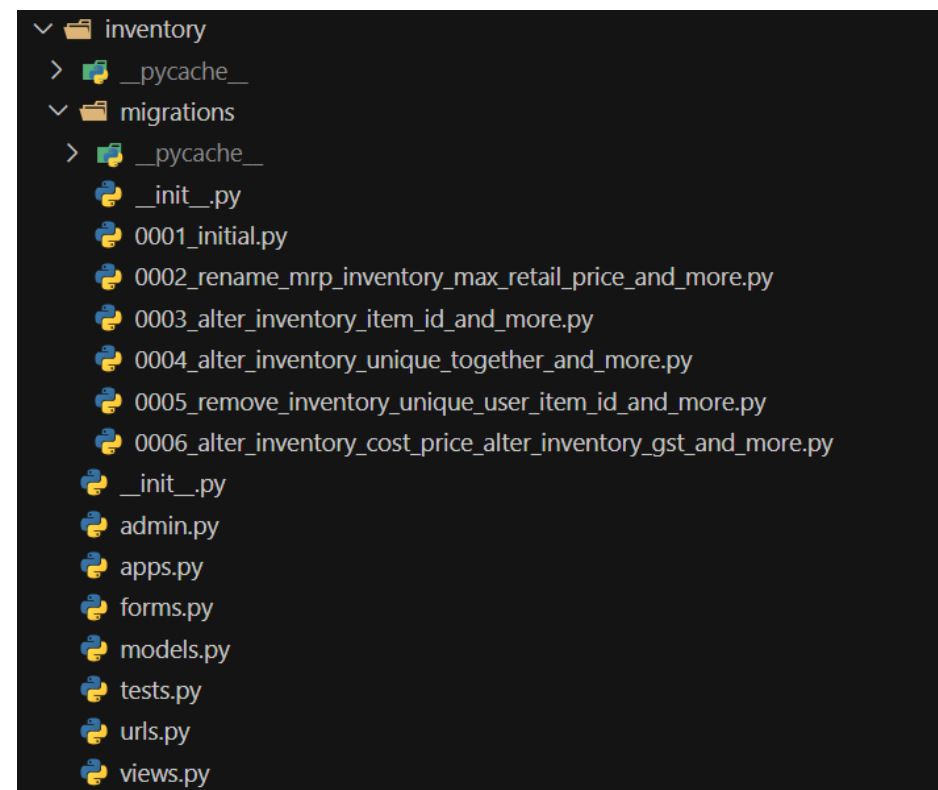 inventory
__pycache__
migrations
__pycache__
__init__.py
0001_initial.py
0002_rename_mrp_inventory_max_retail_price_and_more.py
0003_alter_inventory_item_id_and_more.py
0004_alter_inventory_unique_together_and_more.py
0005_remove_inventory_unique_user_item_id_and_more.py
0006_alter_inventory_cost_price_alter_inventory_gst_and_more.py
__init__.py
admin.py
apps.py
forms.py
models.py
tests.py
urls.py
views.py